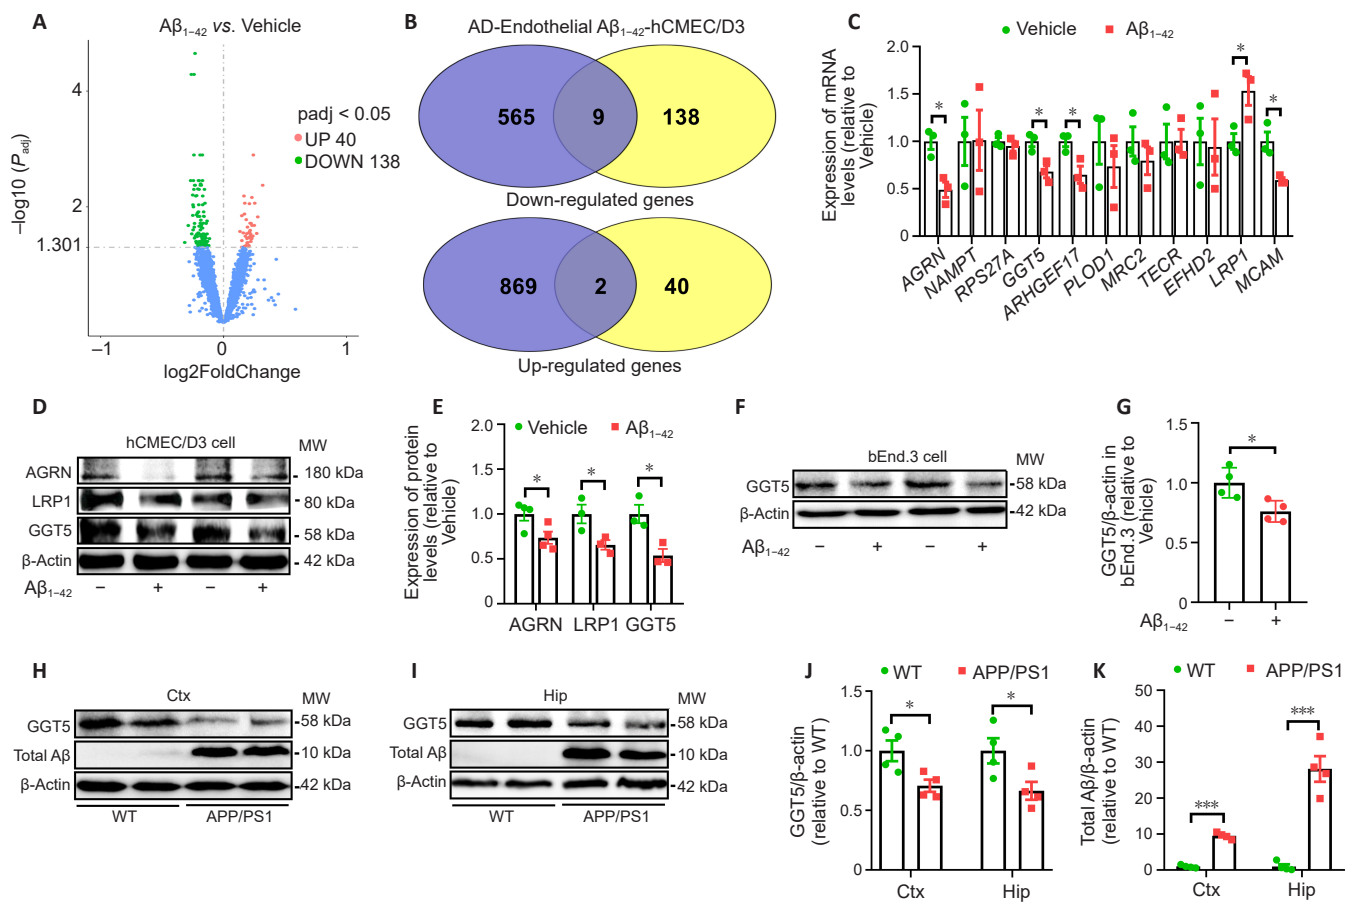 A
Aβ1–42 vs. Vehicle
–log10 (Padj)
4
2
1.301
padj < 0.05
UP 40
DOWN 138
–1
0
1
log2FoldChange
B
AD-Endothelial Aβ1–42-hCMEC/D3
565
9
138
Down-regulated genes
869
2
40
Up-regulated genes
C
Vehicle
Aβ1–42
Expression of mRNA
levels (relative to
Vehicle)
2.0
1.5
1.0
0.5
0
*
*
*
*
*
AGRN
NAMPT
RPS27A
GGT5
ARHGEF17
PLOD1
MRC2
TECR
EFHD2
LRP1
MCAM
D
hCMEC/D3 cell
MW
AGRN
180 kDa
LRP1
80 kDa
GGT5
58 kDa
β-Actin
42 kDa
Aβ1–42
– + – +
E
Vehicle
Aβ1–42
Expression of protein
levels (relative to
Vehicle)
2.0
1.5
1.0
0.5
0
*
*
*
AGRN
LRP1
GGT5
F
bEnd.3 cell
MW
GGT5
58 kDa
β-Actin
42 kDa
Aβ1–42
– + – +
G
GGT5/β-actin in
bEnd.3 (relative to
Vehicle)
1.5
1.0
0.5
0
*
Aβ1–42
– +
H
Ctx
MW
GGT5
58 kDa
Total Aβ
10 kDa
β-Actin
42 kDa
WT
APP/PS1
I
Hip
MW
GGT5
58 kDa
Total Aβ
10 kDa
β-Actin
42 kDa
WT
APP/PS1
J
WT
APP/PS1
GGT5/β-actin
(relative to WT)
1.5
1.0
0.5
0
*
*
Ctx
Hip
K
WT
APP/PS1
Total Aβ/β-actin
(relative to WT)
50
40
30
20
10
0
***
***
Ctx
Hip